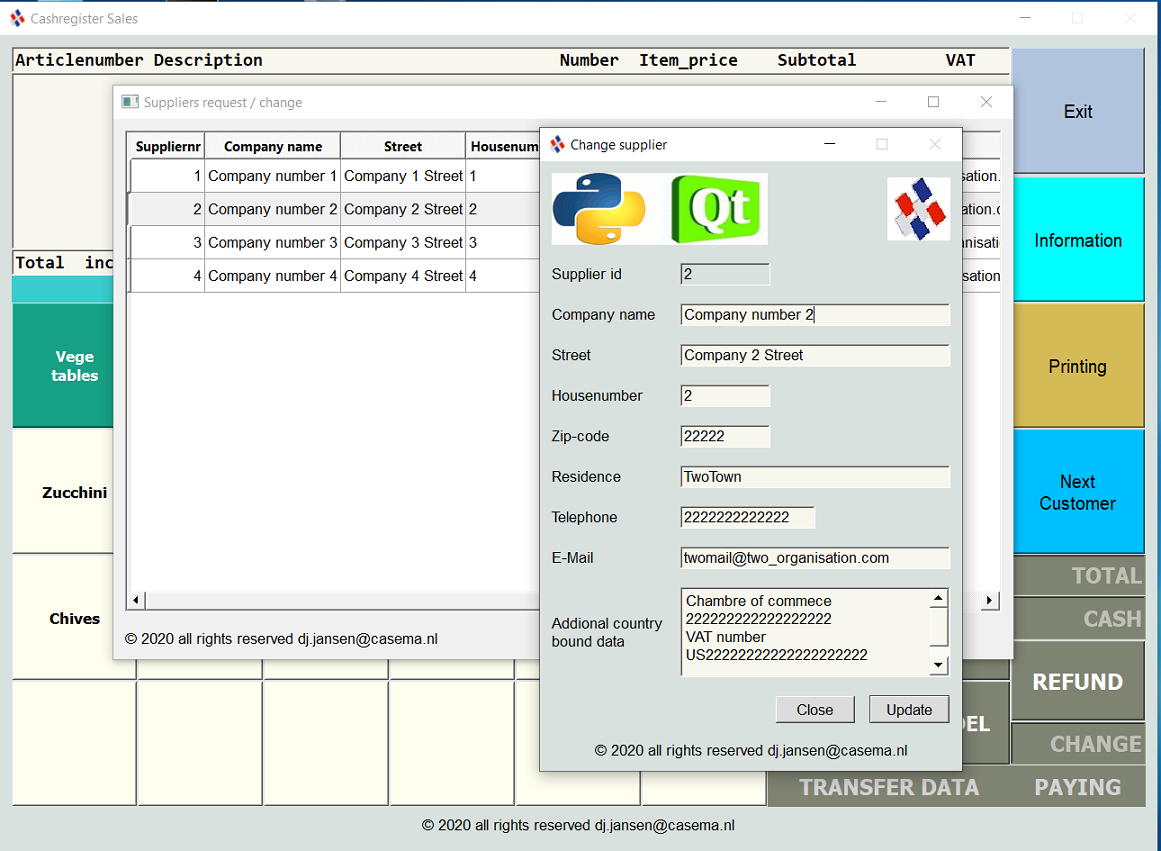 Cashregister Sales
Articlenumber Description Number Item_price Subtotal VAT
Exit
Information
Printing
Next
Customer
Total inc
Vege
tables
Zucchini
Chives
TOTAL
CASH
REFUND
DEL
CHANGE
TRANSFER DATA PAYING
© 2020 all rights reserved dj.jansen@casema.nl
Suppliers request / change
Suppliernr Company name Street Housenum
1 Company number 1 Company 1 Street 1 sation.
2 Company number 2 Company 2 Street 2 ation.c
3 Company number 3 Company 3 Street 3 nisati
4 Company number 4 Company 4 Street 4 sation
© 2020 all rights reserved dj.jansen@casema.nl
Change supplier
Qt
Supplier id 2
Company name Company number 2
Street Company 2 Street
Housenumber 2
Zip-code 22222
Residence TwoTown
Telephone 2222222222222
E-Mail twomail@two_organisation.com
Addional country
bound data
Chambre of commece
222222222222222222
VAT number
US22222222222222222222
Close Update
© 2020 all rights reserved dj.jansen@casema.nl